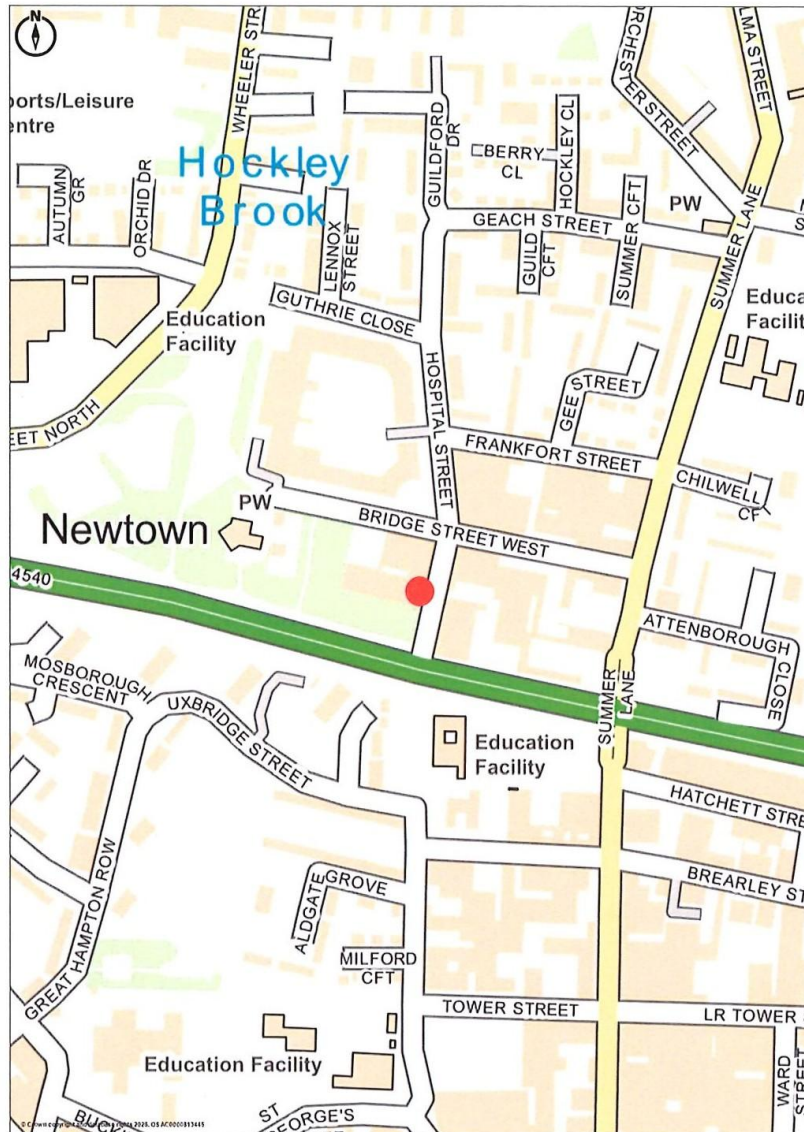 N
WHEELER STR
ORCHESTER STREET
LMA STREET
ports/Leisure
entre
GUILDFORD
DR
BERRY
CL
HOCKLEY CL
Hockley
Brook
AUTUMN
GR
ORCHID DR
LENNOX
STREET
GEACH STREET
GUILD
CFT
SUMMER CFT
PW
SUMMER LANE
GUTHRIE CLOSE
Education
Facility
Educa
Facilit
HOSPITAL STREET
GEE STREET
EET NORTH
FRANKFORT STREET
CHILWELL
CF
PW
BRIDGE STREET WEST
Newtown
4540
ATTENBOROUGH
CLOSE
MOSBOROUGH
CRESCENT
UXBRIDGE STREET
SUMMER
LANE
Education
Facility
HATCHETT STRE
BREARLEY ST
GREAT HAMPTON ROW
ALDGATE
GROVE
MILFORD
CFT
TOWER STREET
LR TOWER
WARD
STREET
Education Facility
BUCK
ST
EORGE'S